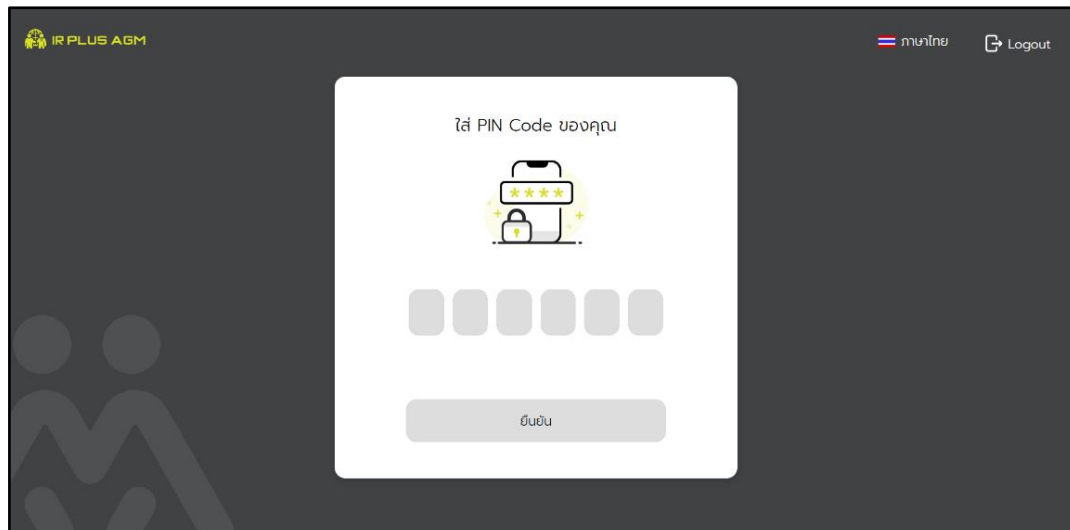 IR PLUS AGM
ภาษาไทย
Logout
ใส่ PIN Code ของคุณ
****
ยืนยัน